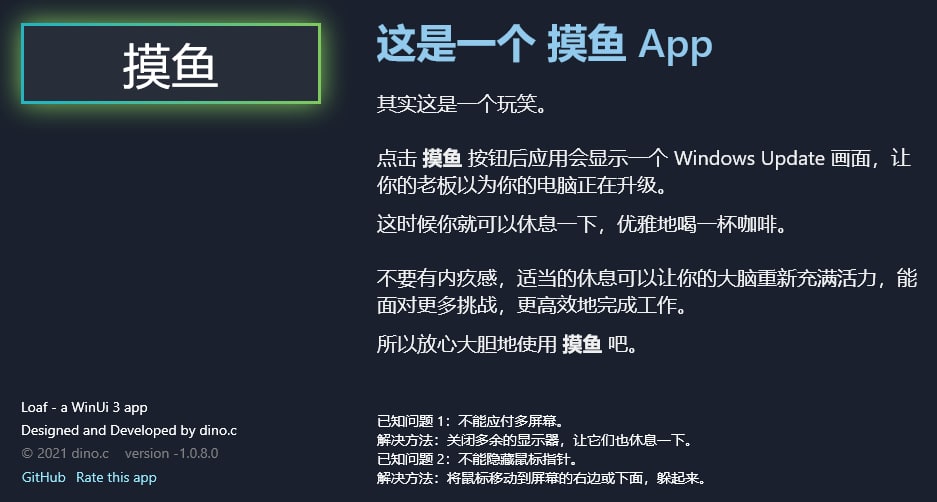 摸鱼
这是一个 摸鱼 App
其实这是一个玩笑。
点击 摸鱼 按钮后应用会显示一个 Windows Update 画面，让
你的老板以为你的电脑正在升级。
这时候你就可以休息一下，优雅地喝一杯咖啡。
不要有内疚感，适当的休息可以让你的大脑重新充满活力，能
面对更多挑战，更高效地完成工作。
所以放心大胆地使用 摸鱼 吧。
Loaf - a WinUi 3 app
Designed and Developed by dino.c
© 2021 dino.c version -1.0.8.0
GitHub Rate this app
已知问题 1：不能应付多屏幕。
解决方法：关闭多余的显示器，让它们也休息一下。
已知问题 2：不能隐藏鼠标指针。
解决方法：将鼠标移动到屏幕的右边或下面，躲起来。